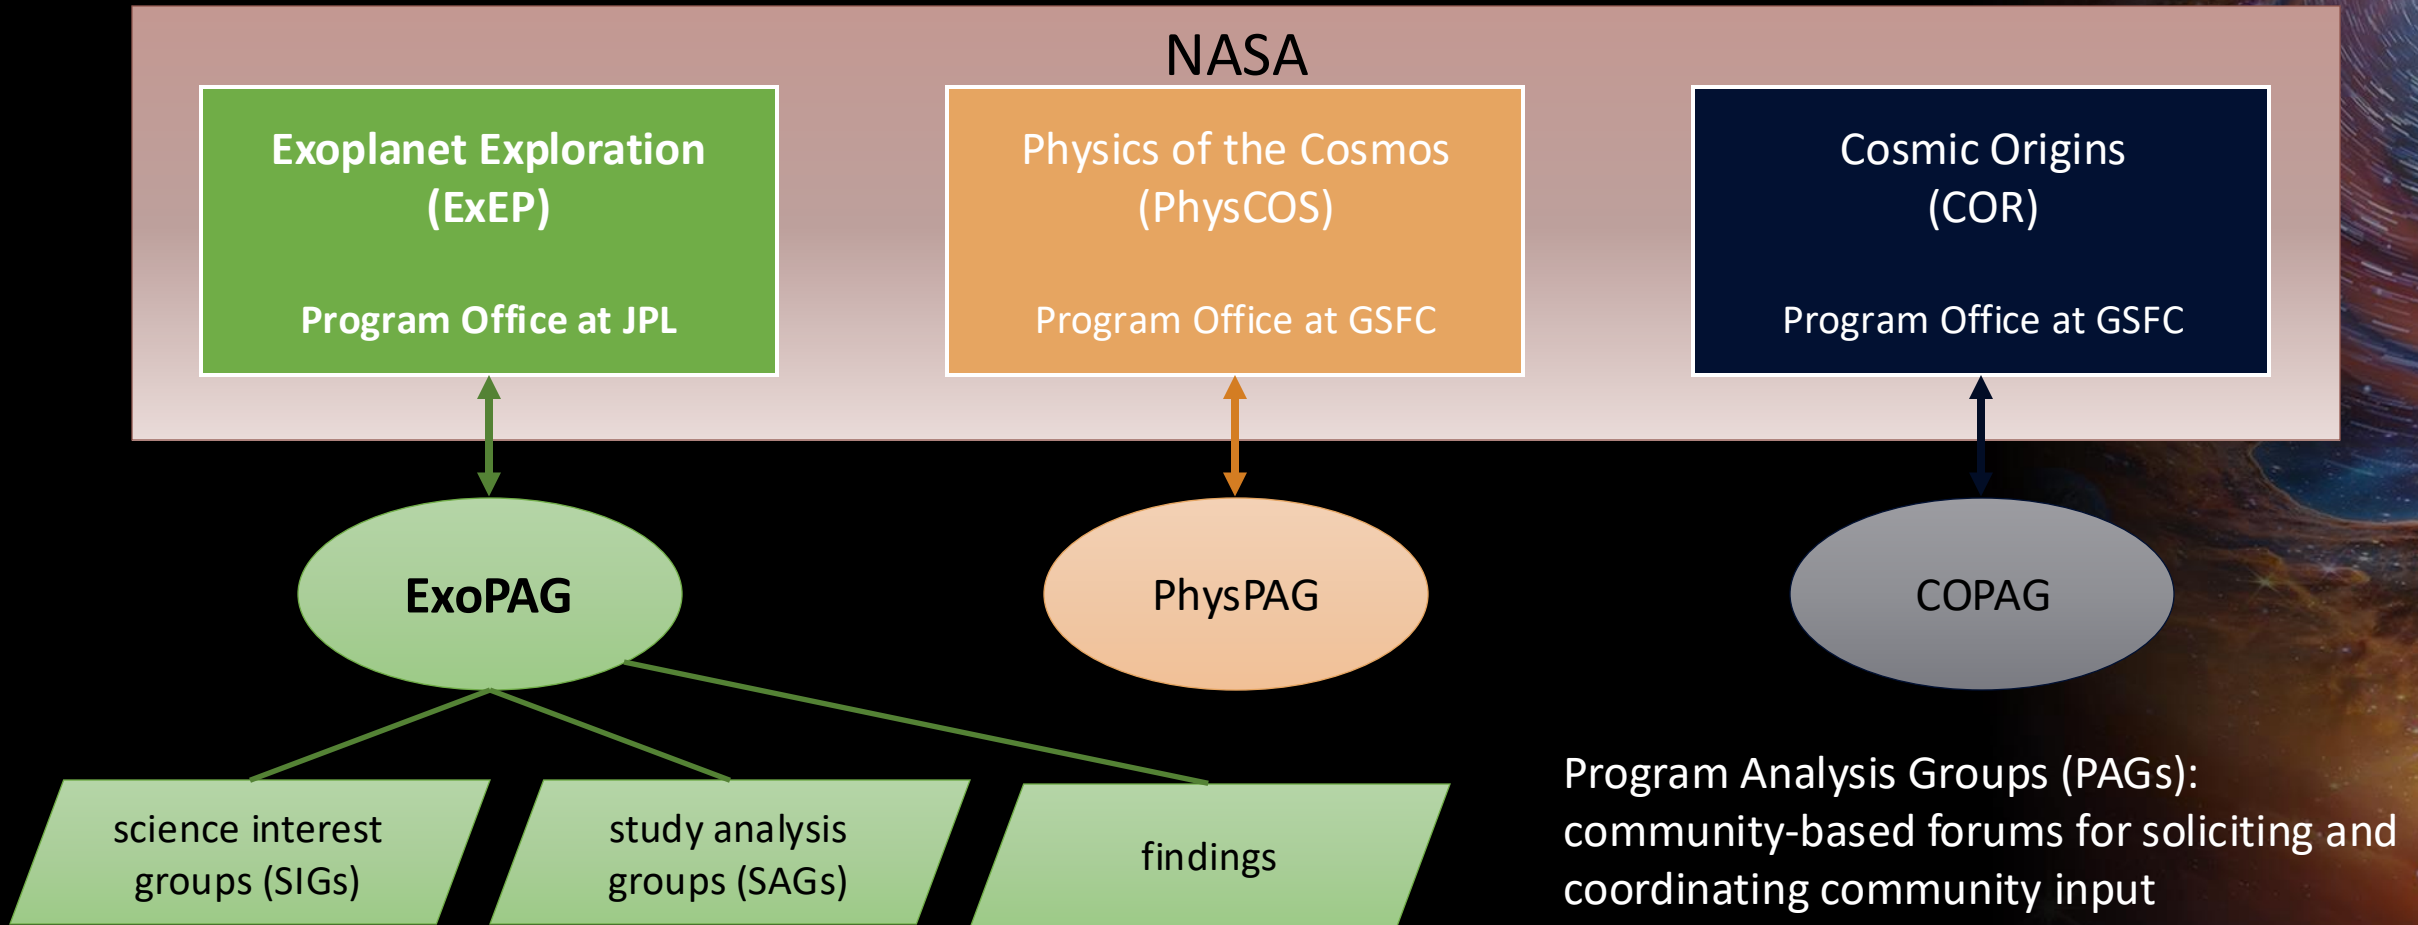 NASA
Exoplanet Exploration
(ExEP)
Program Office at JPL
Physics of the Cosmos
(PhysCOS)
Program Office at GSFC
Cosmic Origins
(COR)
Program Office at GSFC
ExoPAG
PhysPAG
COPAG
science interest
groups (SIGs)
study analysis
groups (SAGs)
findings
Program Analysis Groups (PAGs):
community-based forums for soliciting and
coordinating community input